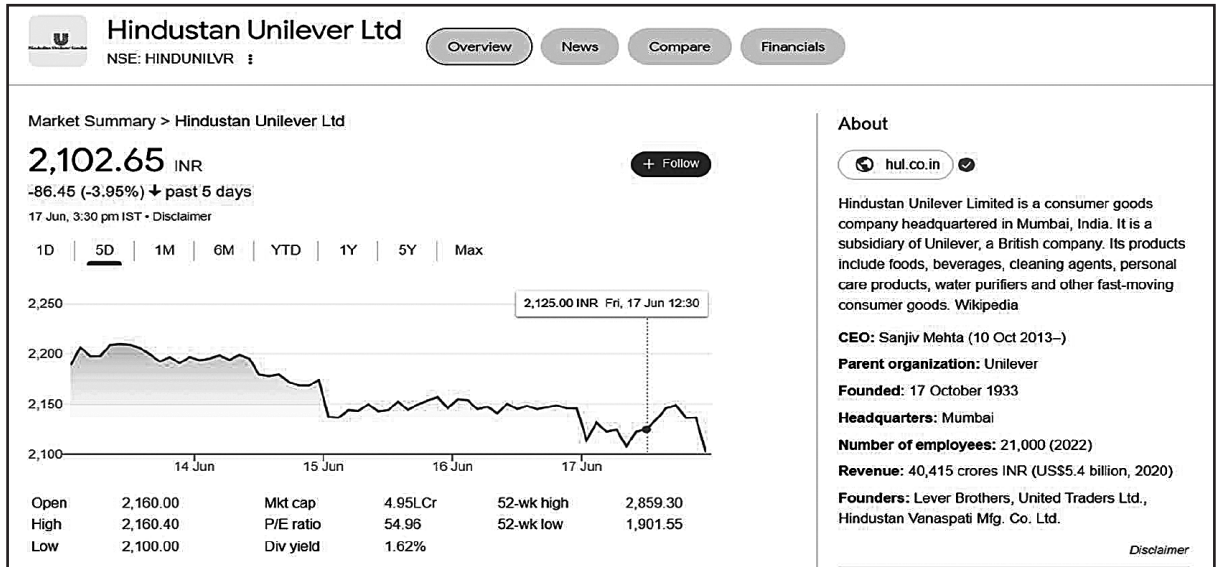 Hindustan Unilever Ltd
NSE: HINDUNILVR
Overview
News
Compare
Financials
Market Summary > Hindustan Unilever Ltd
2,102.65 INR
+ Follow
-86.45 (-3.95%) ↓ past 5 days
17 Jun, 3:30 pm IST • Disclaimer
1D | 5D | 1M | 6M | YTD | 1Y | 5Y | Max
2,125.00 INR Fri, 17 Jun 12:30
2,250
2,200
2,150
2,100
14 Jun 15 Jun 16 Jun 17 Jun
Open 2,160.00 Mkt cap 4.95LCr 52-wk high 2,859.30
High 2,160.40 P/E ratio 54.96 52-wk low 1,901.55
Low 2,100.00 Div yield 1.62%
About
hul.co.in
Hindustan Unilever Limited is a consumer goods
company headquartered in Mumbai, India. It is a
subsidiary of Unilever, a British company. Its products
include foods, beverages, cleaning agents, personal
care products, water purifiers and other fast-moving
consumer goods. Wikipedia
CEO: Sanjiv Mehta (10 Oct 2013–)
Parent organization: Unilever
Founded: 17 October 1933
Headquarters: Mumbai
Number of employees: 21,000 (2022)
Revenue: 40,415 crores INR (US$5.4 billion, 2020)
Founders: Lever Brothers, United Traders Ltd.,
Hindustan Vanaspati Mfg. Co. Ltd.
Disclaimer